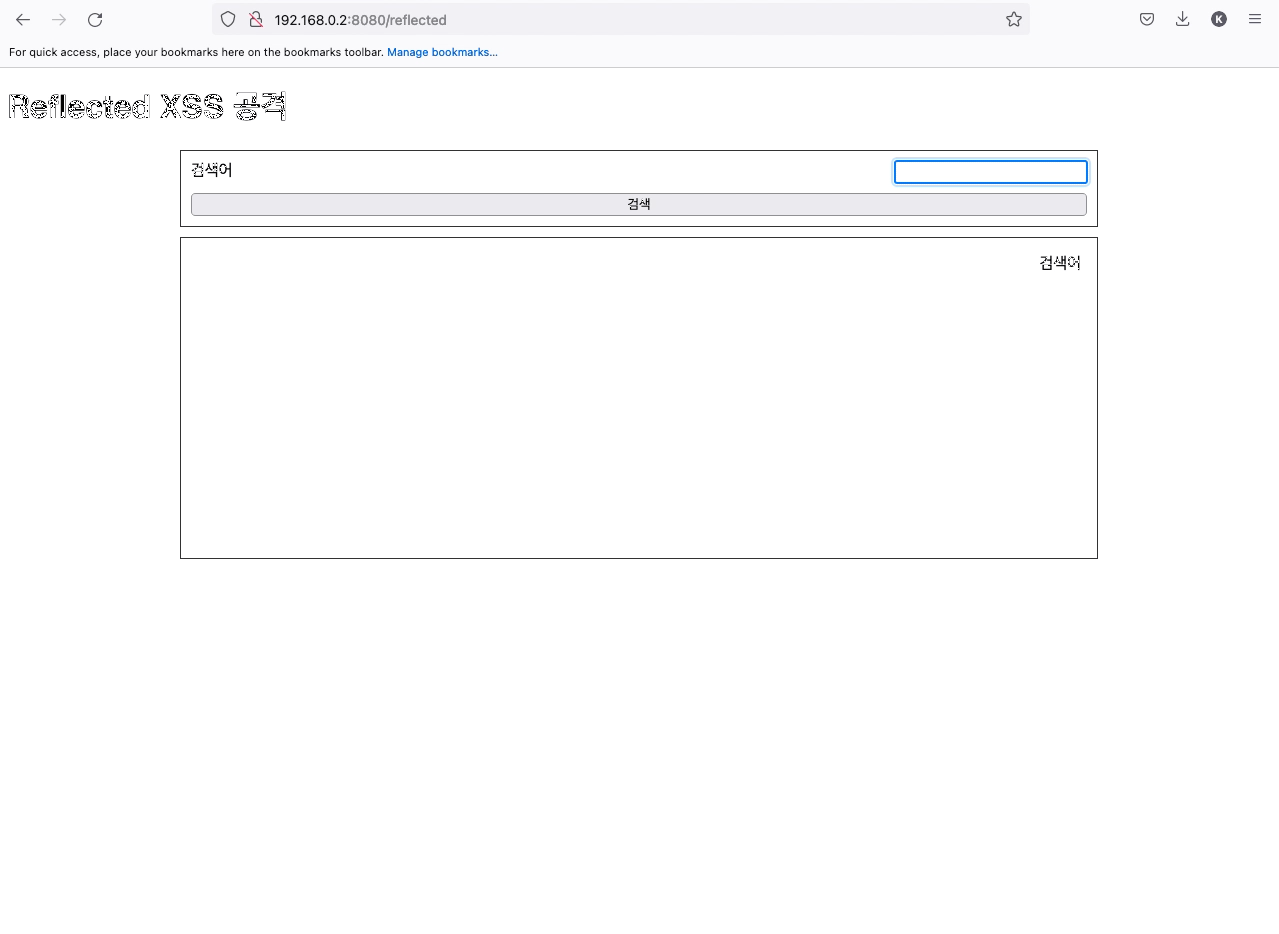 192.168.0.2:8080/reflected
K
For quick access, place your bookmarks here on the bookmarks toolbar. Manage bookmarks...
Reflected XSS 공격
검색어
검색
검색어